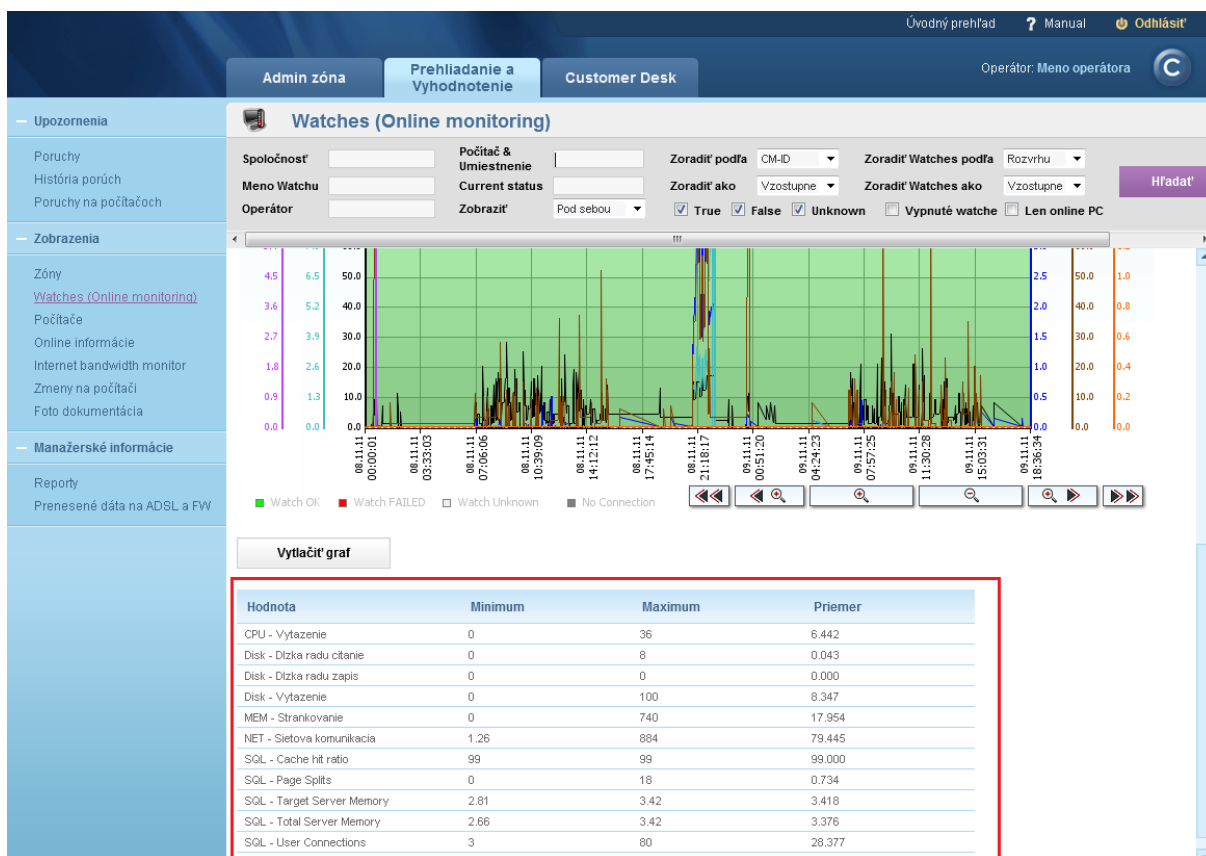 Úvodný prehľad ? Manual Odhlásiť
Admin zóna
Prehliadanie a
Vyhodnotenie
Customer Desk
Operátor: Meno operátora
C
Upozornenia
Poruchy
História porúch
Poruchy na počítačoch
Zobrazenia
Zóny
Watches (Online monitoring)
Počítače
Online informácie
Internet bandwidth monitor
Zmeny na počítači
Foto dokumentácia
Manažérské informácie
Reporty
Prenesené dáta na ADSL a FW
Watches (Online monitoring)
Spoločnosť
Počítač &
Umiestnenie
Zoradiť podľa CM-ID
Zoradiť Watches podľa Rozvrhu
Meno Watchu
Current status
Zoradiť ako Vzostupne
Zoradiť Watches ako Vzostupne
Hľadať
Operátor
Zobraziť Pod sebou
True False Unknown Vypnuté watche Len online PC
4.5 6.5 50.0 2.5 50.0 1.0
3.6 5.2 40.0 2.0 40.0 0.8
2.7 3.9 30.0 1.5 30.0 0.6
1.8 2.6 20.0 1.0 20.0 0.4
0.9 1.3 10.0 0.5 10.0 0.2
0.0 0.0 0.0 0.0 0.0 0.0
08.11.11 00:00:01
08.11.11 03:33:03
08.11.11 07:06:06
08.11.11 10:39:09
08.11.11 14:12:12
08.11.11 17:45:14
08.11.11 21:18:17
09.11.11 00:51:20
09.11.11 04:24:23
09.11.11 07:57:25
09.11.11 11:30:28
09.11.11 15:03:31
09.11.11 18:36:34
Watch OK Watch FAILED Watch Unknown No Connection
Vytlačiť graf
Hodnota Minimum Maximum Priemer
CPU - Vytazenie 0 36 6.442
Disk - Dlzka radu citanie 0 8 0.043
Disk - Dlzka radu zapis 0 0 0.000
Disk - Vytazenie 0 100 8.347
MEM - Strankovanie 0 740 17.954
NET - Sietova komunikacia 1.26 884 79.445
SQL - Cache hit ratio 99 99 99.000
SQL - Page Splits 0 18 0.734
SQL - Target Server Memory 2.81 3.42 3.418
SQL - Total Server Memory 2.66 3.42 3.376
SQL - User Connections 3 80 28.377